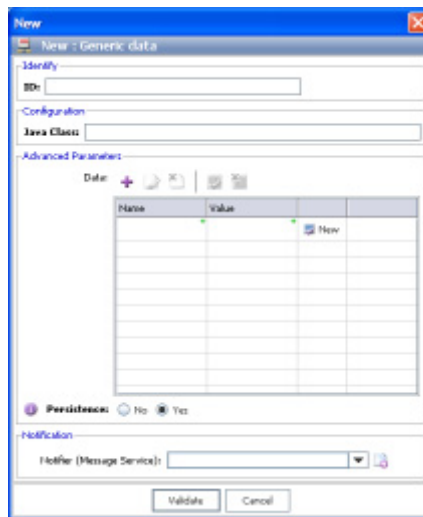 New
New : Generic data
Identify
ID:
Configuration
Java Class:
Advanced Parameters
Data:
Name Value
New
Persistence: No Yes
Notification
Notifier (Message Service):
Validate Cancel